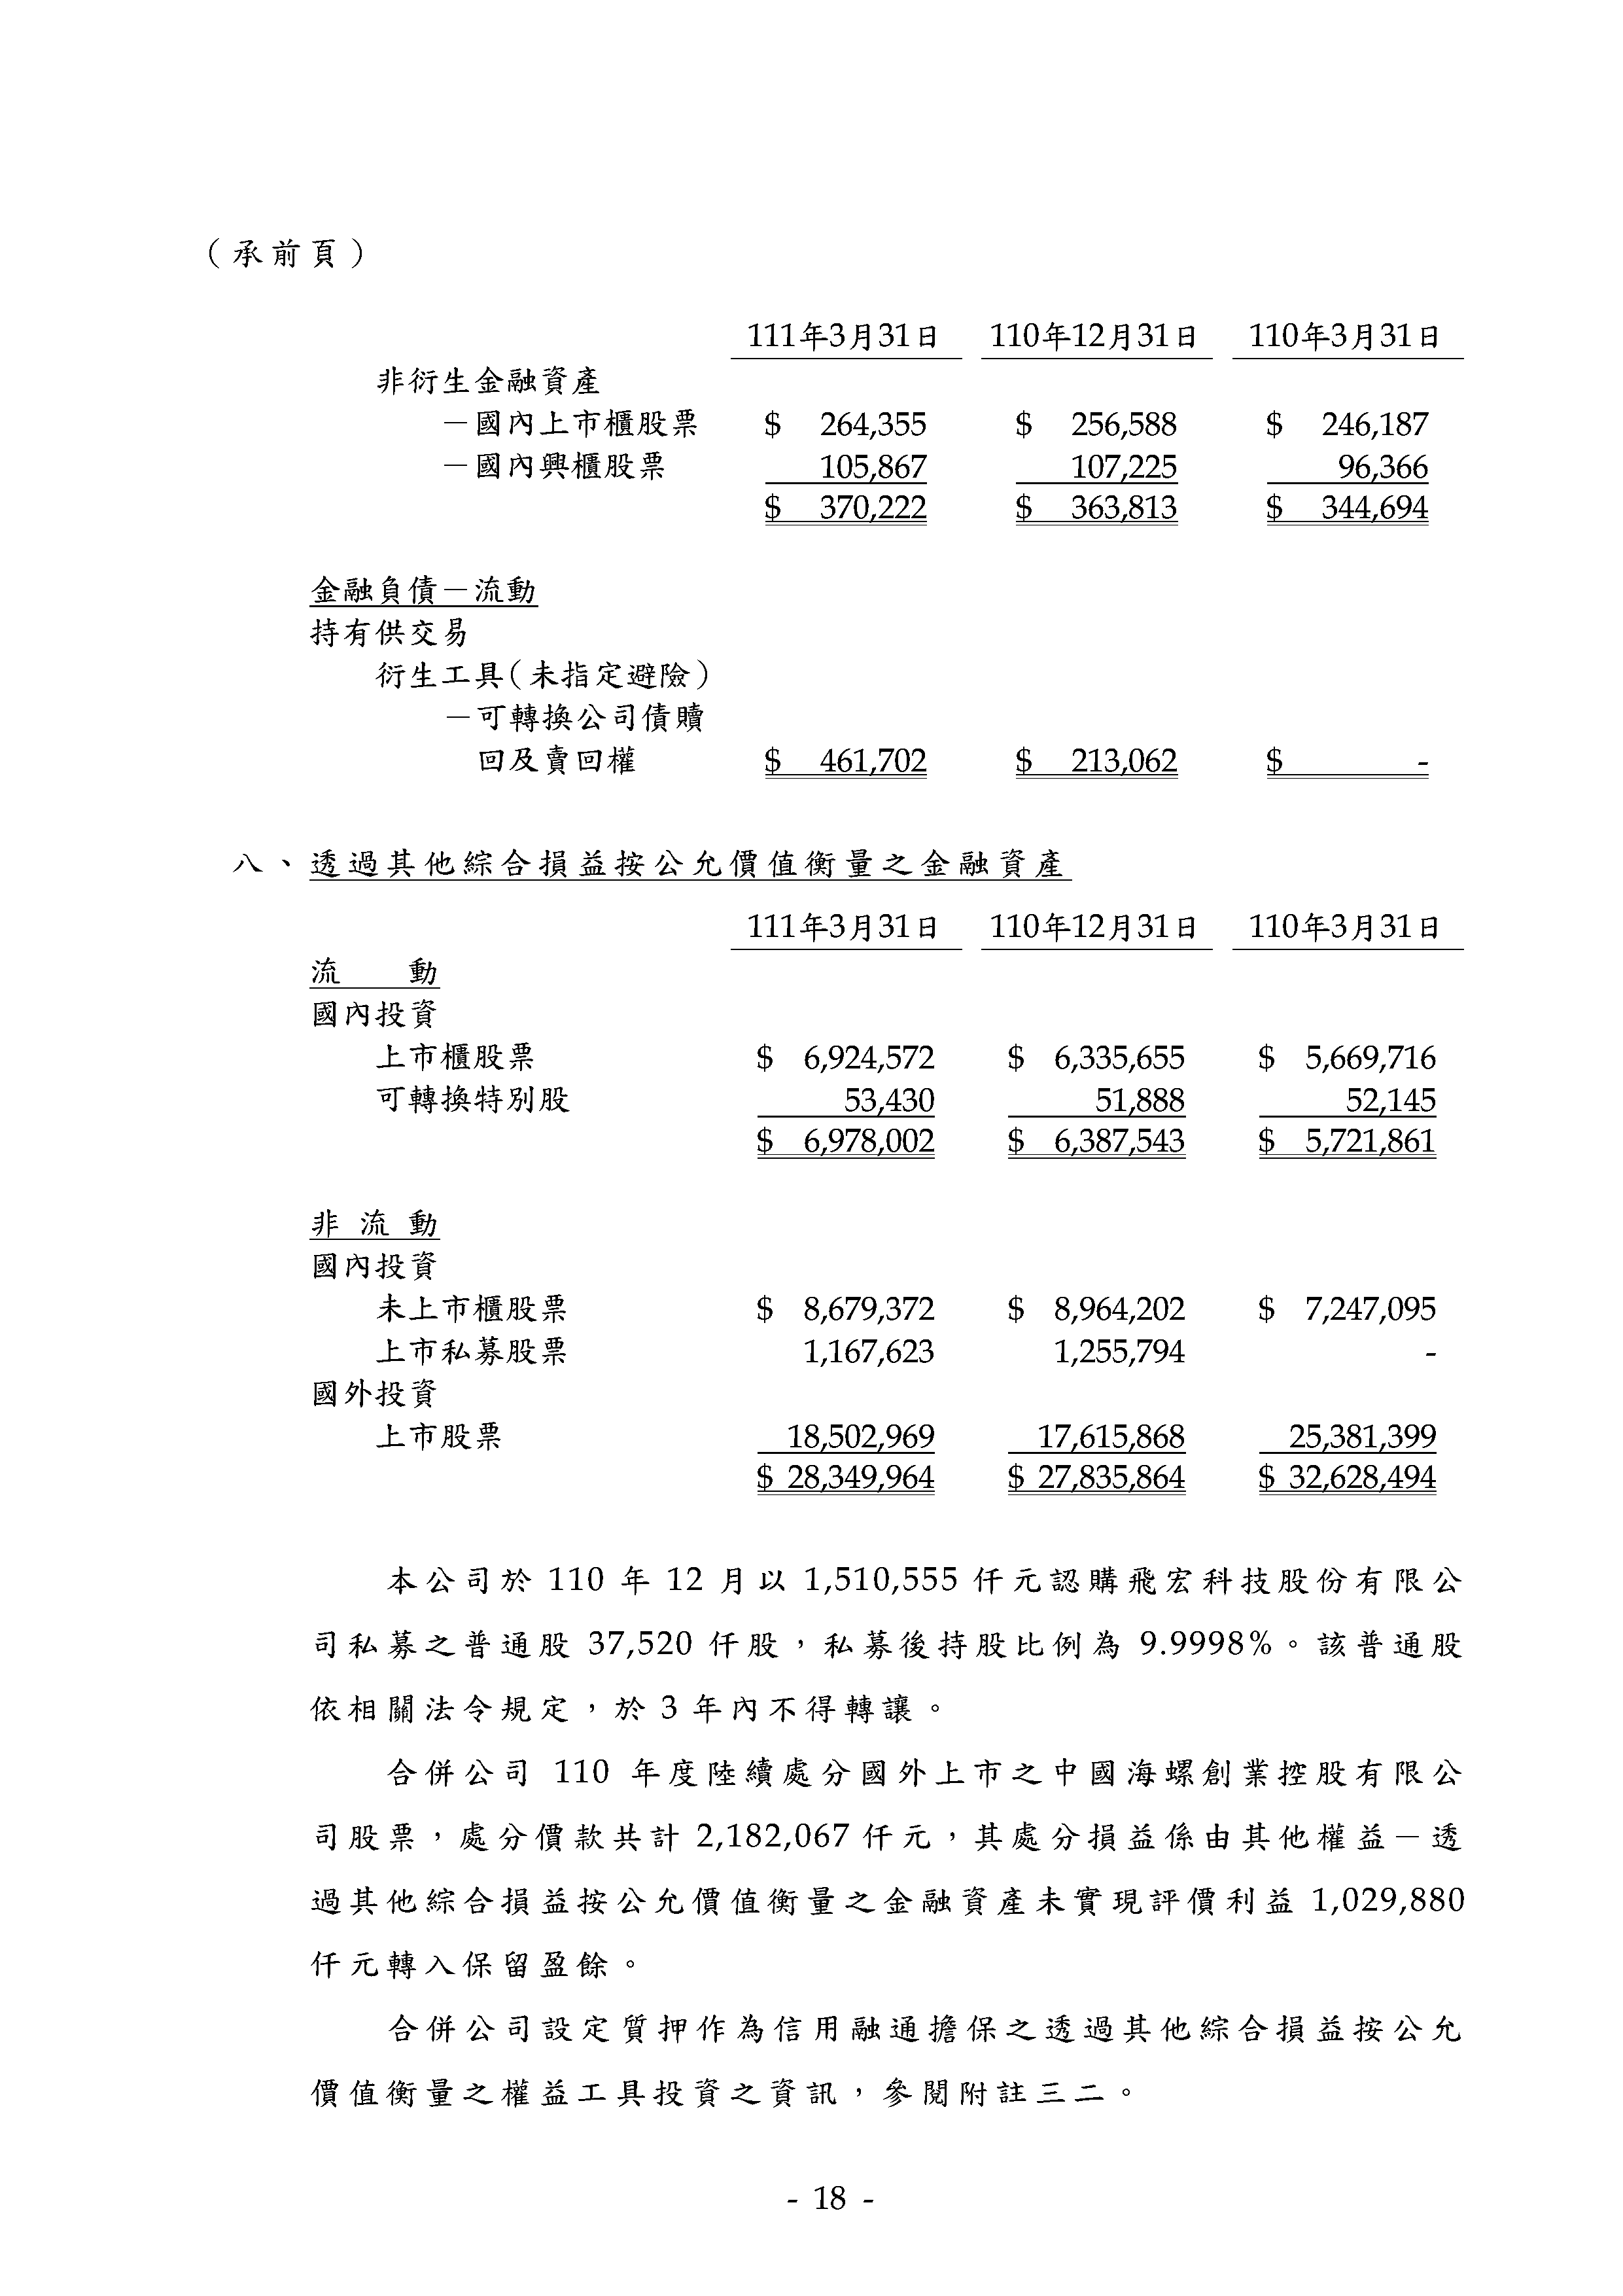 （承前頁）
111年3月31日 110年12月31日 110年3月31日
非衍生金融資產
－國內上市櫃股票 $ 264,355 $ 256,588 $ 246,187
－國內興櫃股票 105,867 107,225 96,366
$ 370,222 $ 363,813 $ 344,694
金融負債－流動
持有供交易
衍生工具（未指定避險）
－可轉換公司債贖
回及賣回權 $ 461,702 $ 213,062 $ -
八、透過其他綜合損益按公允價值衡量之金融資產
111年3月31日 110年12月31日 110年3月31日
流 動
國內投資
上市櫃股票 $ 6,924,572 $ 6,335,655 $ 5,669,716
可轉換特別股 53,430 51,888 52,145
$ 6,978,002 $ 6,387,543 $ 5,721,861
非 流 動
國內投資
未上市櫃股票 $ 8,679,372 $ 8,964,202 $ 7,247,095
上市私募股票 1,167,623 1,255,794 -
國外投資
上市股票 18,502,969 17,615,868 25,381,399
$ 28,349,964 $ 27,835,864 $ 32,628,494
本公司於 110 年 12 月以 1,510,555 仟元認購飛宏科技股份有限公
司私募之普通股 37,520 仟股，私募後持股比例為 9.9998%。該普通股
依相關法令規定，於 3 年內不得轉讓。
合併公司 110 年度陸續處分國外上市之中國海螺創業控股有限公
司股票，處分價款共計 2,182,067 仟元，其處分損益係由其他權益－透
過其他綜合損益按公允價值衡量之金融資產未實現評價利益 1,029,880
仟元轉入保留盈餘。
合併公司設定質押作為信用融通擔保之透過其他綜合損益按公允
價值衡量之權益工具投資之資訊，參閱附註三二。
- 18 -